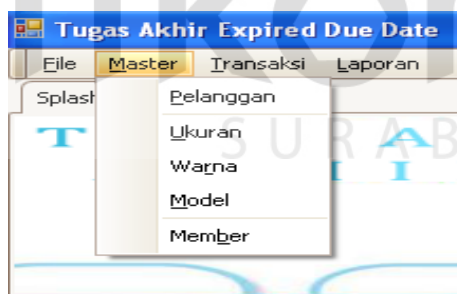 Tugas Akhir Expired Due Date
File Master Transaksi Laporan
Splash
Pelanggan
Ukuran
Warna
Model
Member